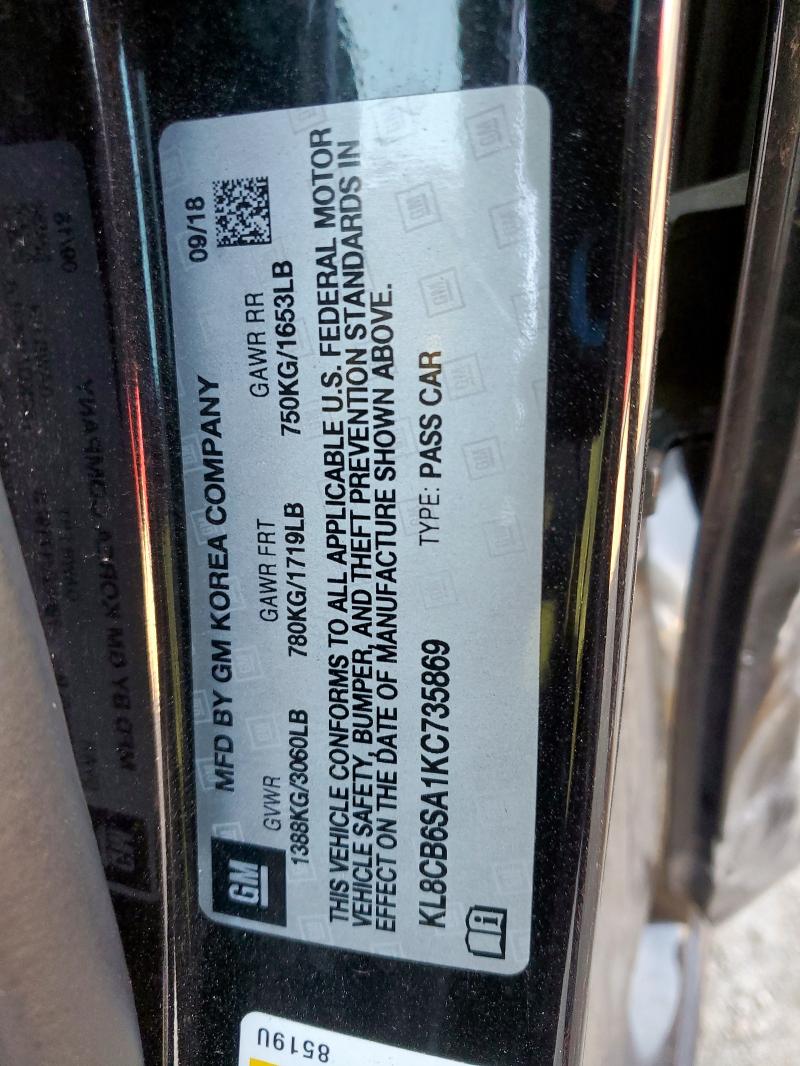 GM
MFD BY GM KOREA COMPANY 09/18
GVWR GAWR FRT GAWR RR
1388KG/3060LB 780KG/1719LB 750KG/1653LB
THIS VEHICLE CONFORMS TO ALL APPLICABLE U.S. FEDERAL MOTOR
VEHICLE SAFETY, BUMPER, AND THEFT PREVENTION STANDARDS IN
EFFECT ON THE DATE OF MANUFACTURE SHOWN ABOVE.
KL8CB6SA1KC735869 TYPE: PASS CAR
8519U